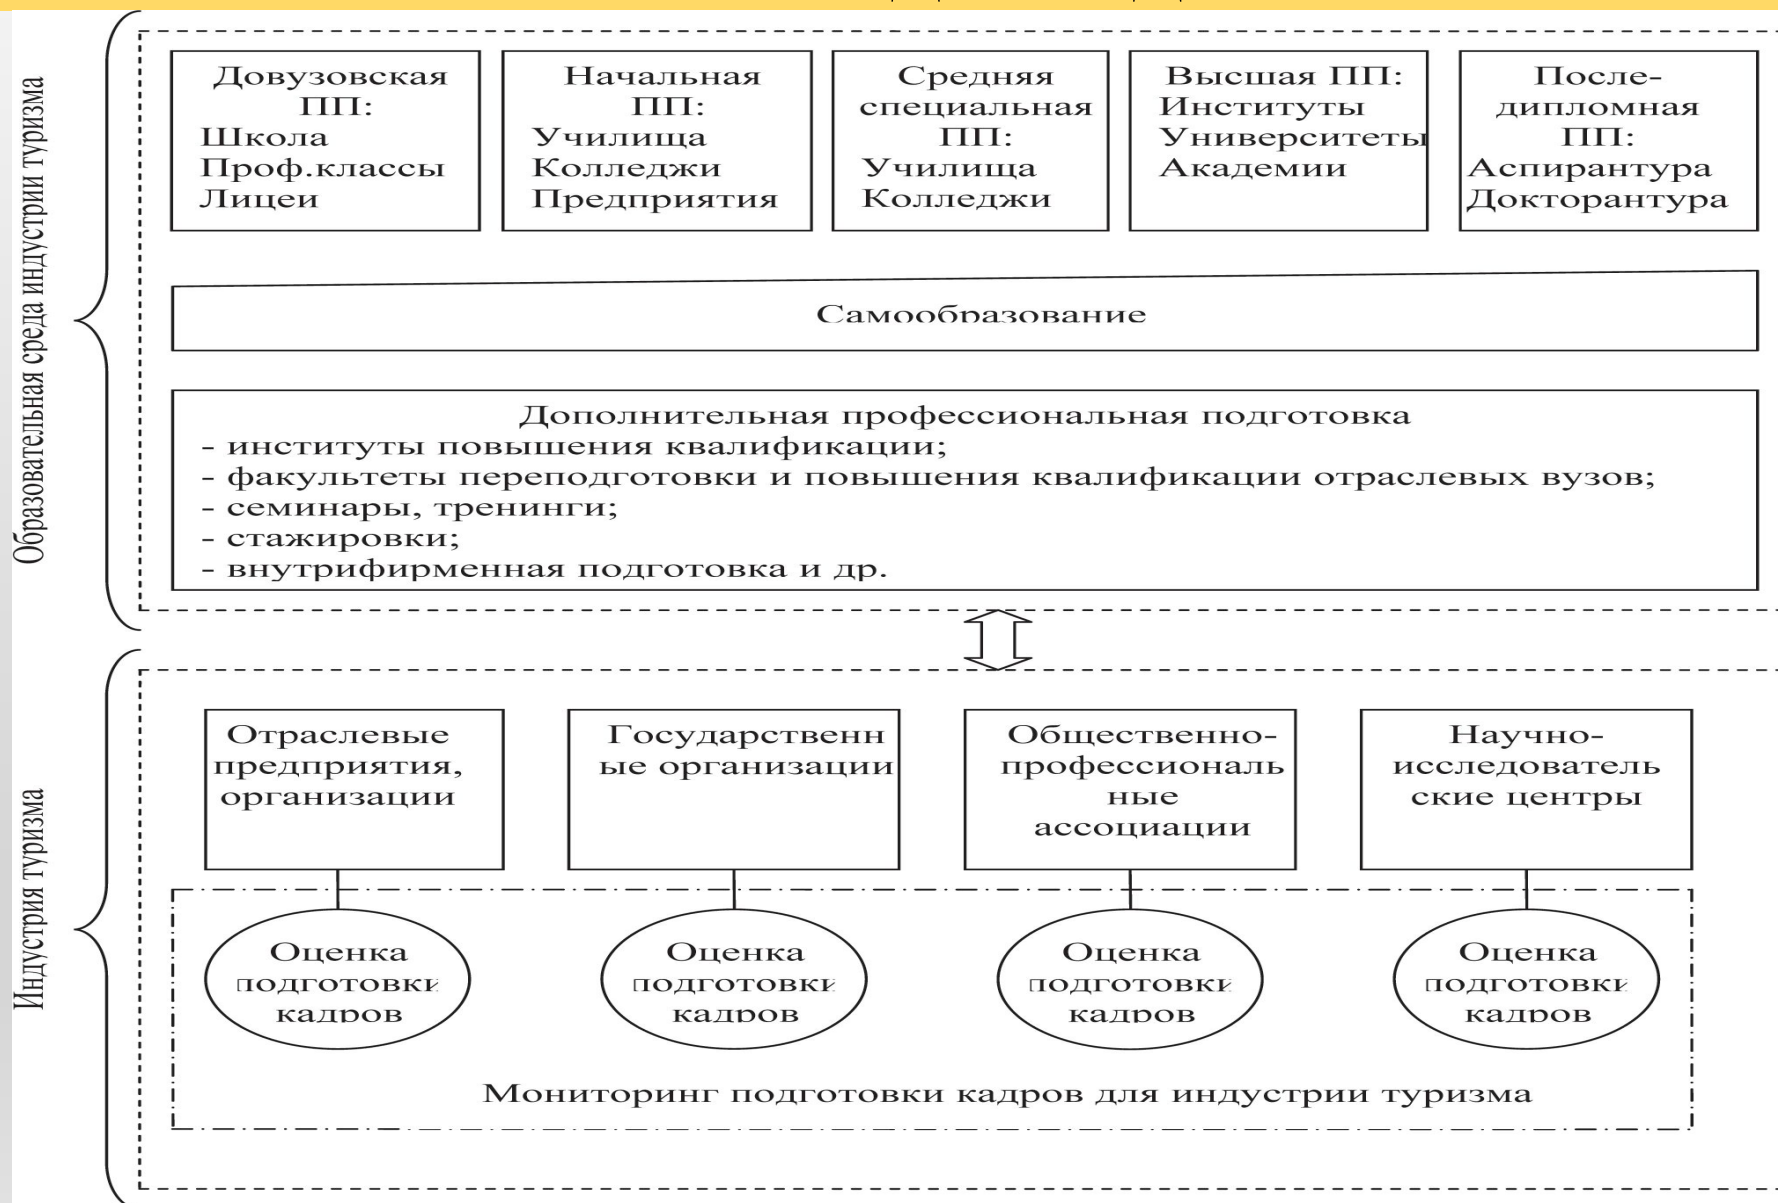 Образовательная среда индустрии туризма
Довузовская
ПП:
Школа
Проф.классы
Лицеи
Начальная
ПП:
Училища
Колледжи
Предприятия
Средняя
специальная
ПП:
Училища
Колледжи
Высшая ПП:
Институты
Университеты
Академии
После-
дипломная
ПП:
Аспирантура
Докторантура
Самообразование
Дополнительная профессиональная подготовка
- институты повышения квалификации;
- факультеты переподготовки и повышения квалификации отраслевых вузов;
- семинары, тренинги;
- стажировки;
- внутрифирменная подготовка и др.
Индустрия туризма
Отраслевые
предприятия,
организации
Государственн
ые организации
Общественно-
профессиональ
ные
ассоциации
Научно-
исследователь
ские центры
Оценка
подготовки
кадров
Оценка
подготовки
кадров
Оценка
подготовки
кадров
Оценка
подготовки
кадров
Мониторинг подготовки кадров для индустрии туризма